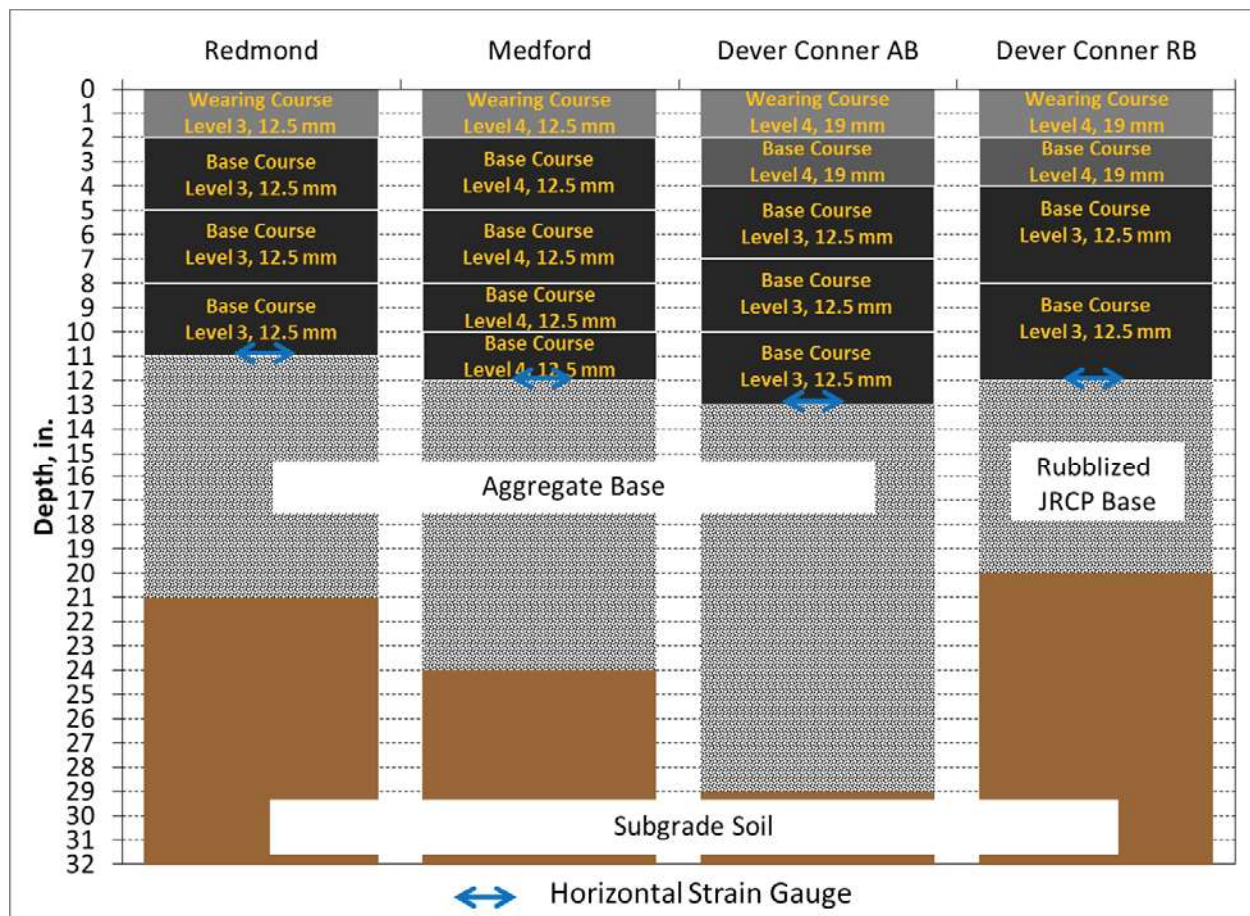 Redmond
Medford
Dever Conner AB
Dever Conner RB
Depth, in.
0
1
2
3
4
5
6
7
8
9
10
11
12
13
14
15
16
17
18
19
20
21
22
23
24
25
26
27
28
29
30
31
32
Wearing Course
Level 3, 12.5 mm
Base Course
Level 3, 12.5 mm
Base Course
Level 3, 12.5 mm
Base Course
Level 3, 12.5 mm
Wearing Course
Level 4, 12.5 mm
Base Course
Level 4, 12.5 mm
Base Course
Level 4, 12.5 mm
Base Course
Level 4, 12.5 mm
Base Course
Level 4, 12.5 mm
Wearing Course
Level 4, 19 mm
Base Course
Level 4, 19 mm
Base Course
Level 3, 12.5 mm
Base Course
Level 3, 12.5 mm
Base Course
Level 3, 12.5 mm
Wearing Course
Level 4, 19 mm
Base Course
Level 4, 19 mm
Base Course
Level 3, 12.5 mm
Base Course
Level 3, 12.5 mm
Aggregate Base
Rubblized
JRCP Base
Subgrade Soil
Horizontal Strain Gauge